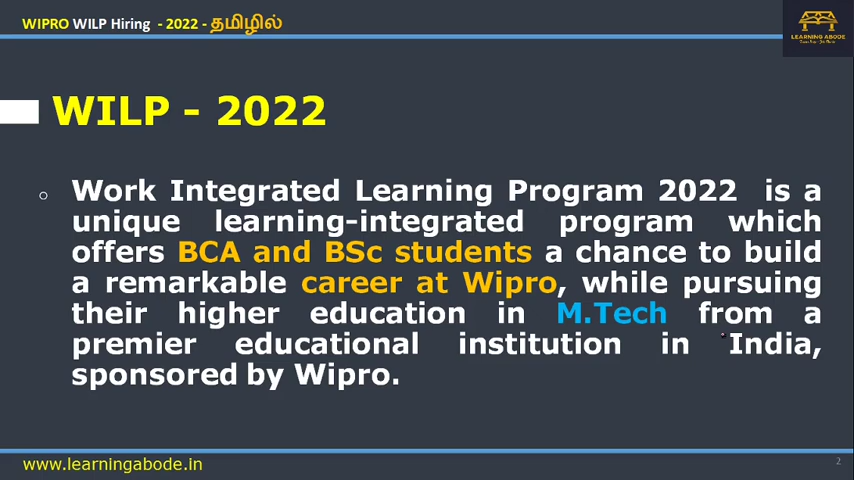 WIPRO WILP Hiring - 2022 - தமிழில்
LEARNING ABODE
WILP - 2022
Work Integrated Learning Program 2022 is a
unique learning-integrated program which
offers BCA and BSc students a chance to build
a remarkable career at Wipro, while pursuing
their higher education in M.Tech from a
premier educational institution in India,
sponsored by Wipro.
www.learningabode.in
2